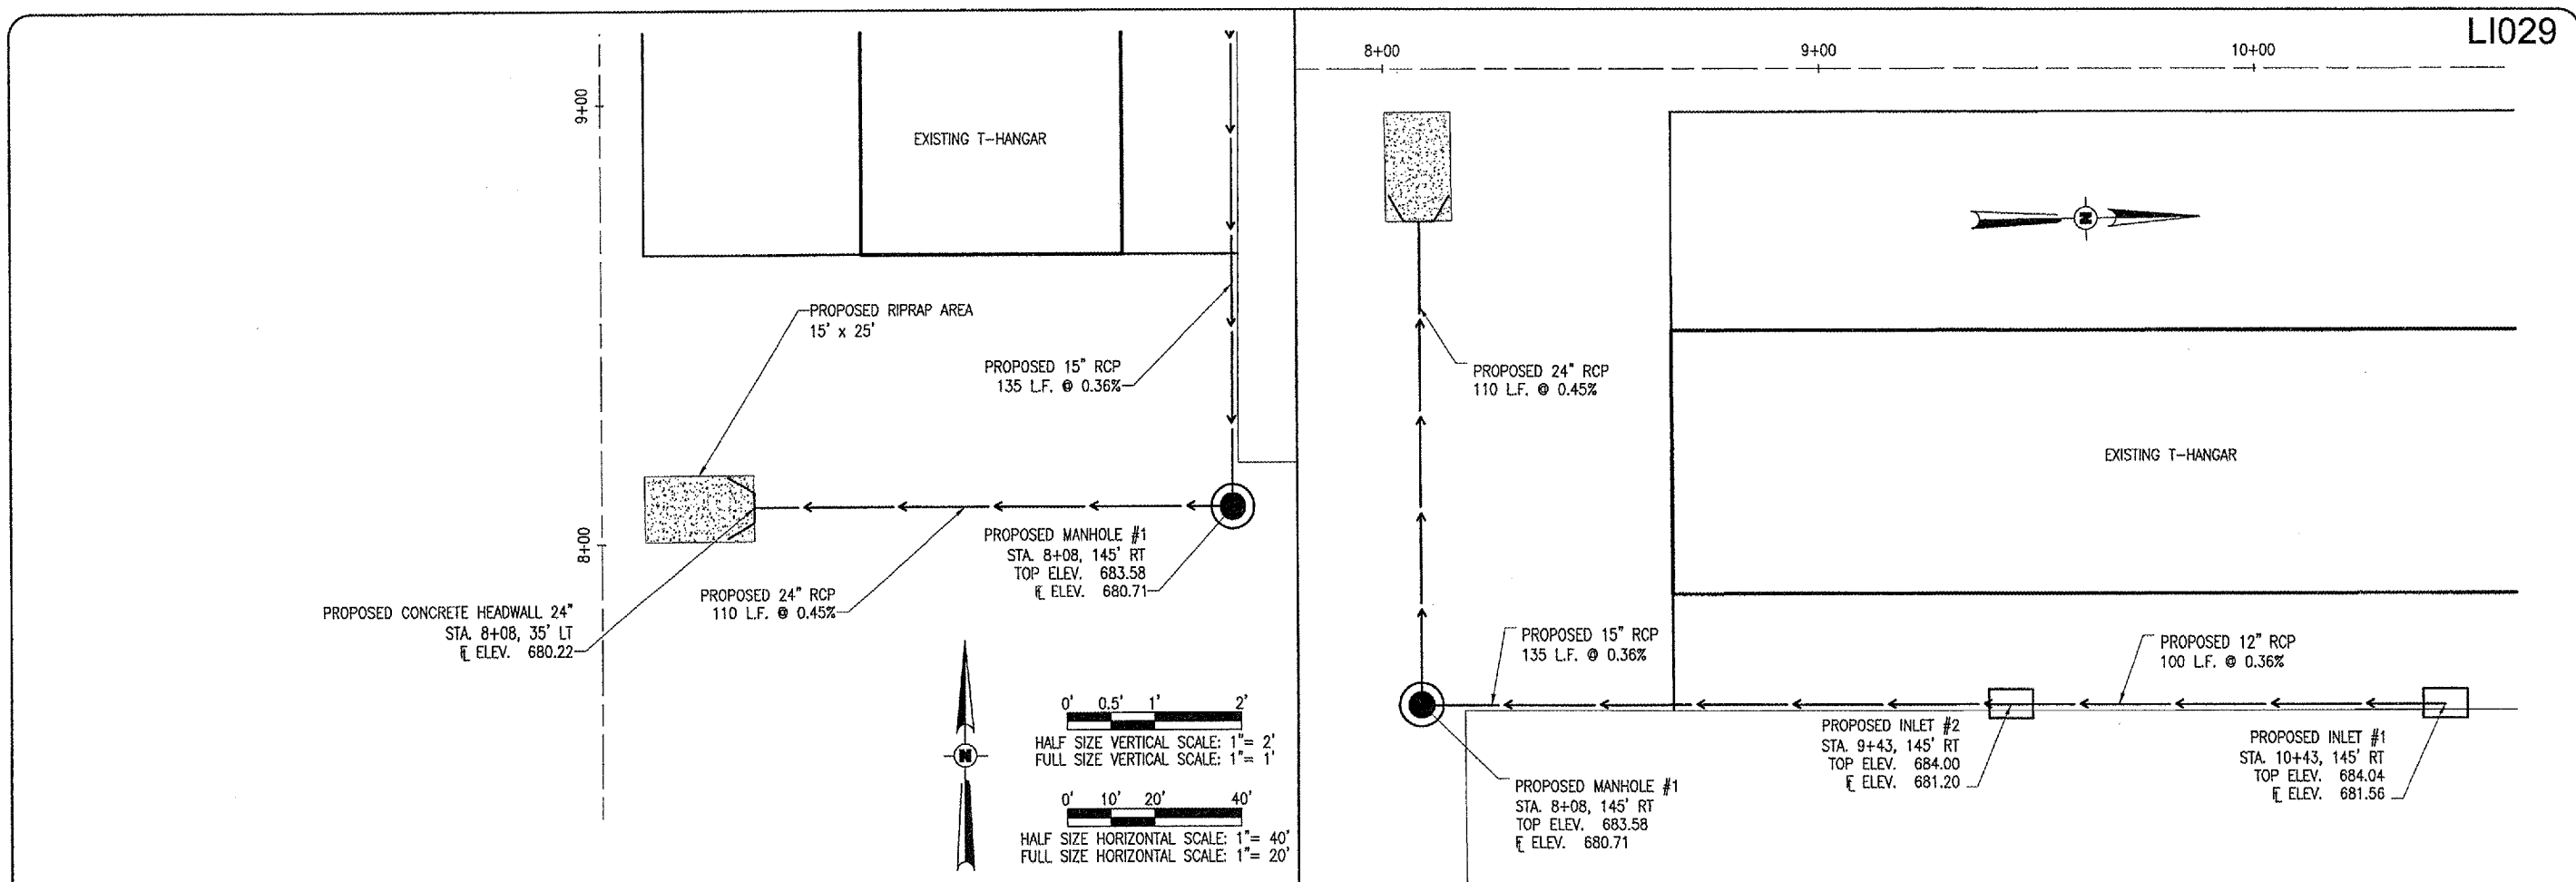 LI029
9+00
8+00
EXISTING T-HANGAR
PROPOSED RIPRAP AREA
15' x 25'
PROPOSED 15" RCP
135 L.F. @ 0.36%
PROPOSED MANHOLE #1
STA. 8+08, 145' RT
TOP ELEV. 683.58
FL ELEV. 680.71
PROPOSED 24" RCP
110 L.F. @ 0.45%
PROPOSED CONCRETE HEADWALL 24"
STA. 8+08, 35' LT
FL ELEV. 680.22
N
0' 0.5' 1' 2'
HALF SIZE VERTICAL SCALE: 1"= 2'
FULL SIZE VERTICAL SCALE: 1"= 1'
0' 10' 20' 40'
HALF SIZE HORIZONTAL SCALE: 1"= 40'
FULL SIZE HORIZONTAL SCALE: 1"= 20'
8+00 9+00 10+00
N
PROPOSED 24" RCP
110 L.F. @ 0.45%
EXISTING T-HANGAR
PROPOSED 15" RCP
135 L.F. @ 0.36%
PROPOSED 12" RCP
100 L.F. @ 0.36%
PROPOSED MANHOLE #1
STA. 8+08, 145' RT
TOP ELEV. 683.58
FL ELEV. 680.71
PROPOSED INLET #2
STA. 9+43, 145' RT
TOP ELEV. 684.00
FL ELEV. 681.20
PROPOSED INLET #1
STA. 10+43, 145' RT
TOP ELEV. 684.04
FL ELEV. 681.56